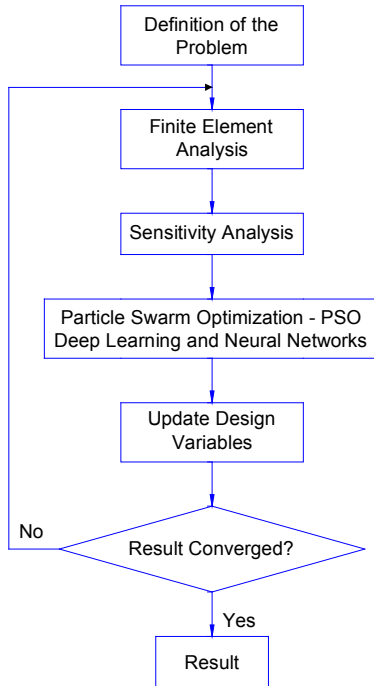 Definition of the
Problem
Finite Element
Analysis
Sensitivity Analysis
Particle Swarm Optimization - PSO
Deep Learning and Neural Networks
Update Design
Variables
No
Result Converged?
Yes
Result